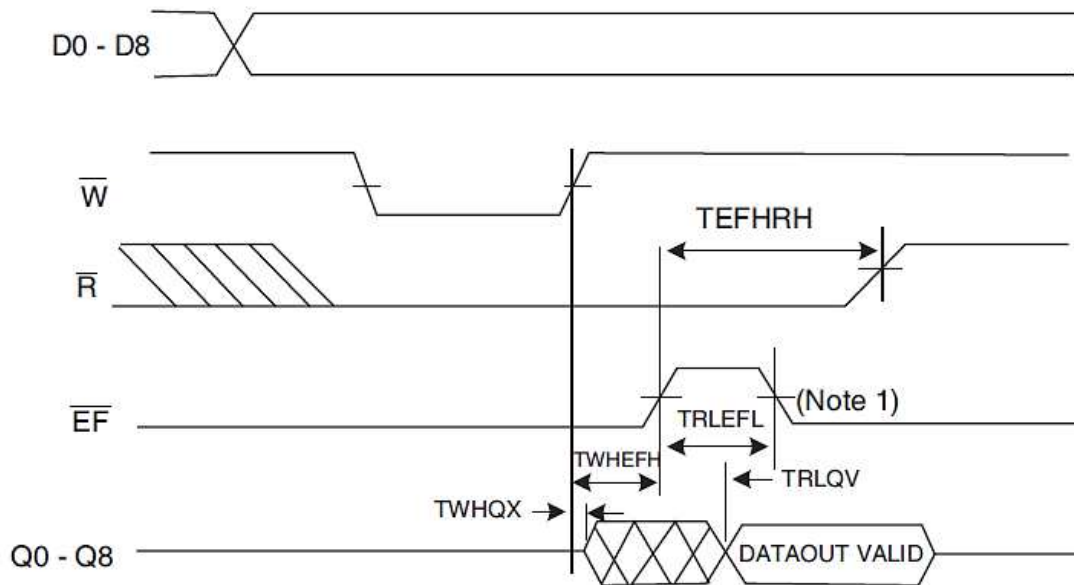 D0 - D8
W
TEFHRH
R
EF
(Note 1)
TRLEFL
TWHEFH
TRLQV
TWHQX
Q0 - Q8
DATAOUT VALID